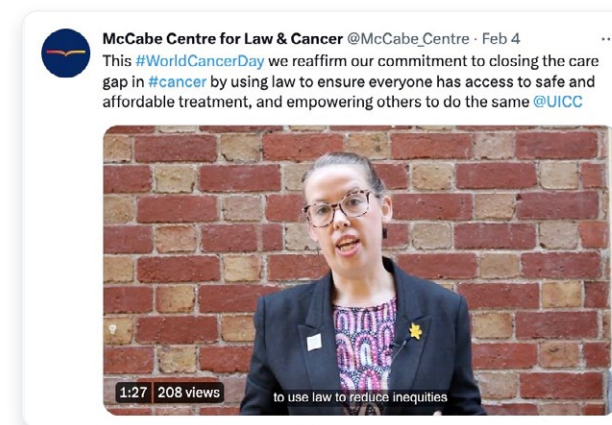 McCabe Centre for Law & Cancer @McCabe_Centre · Feb 4
This #WorldCancerDay we reaffirm our commitment to closing the care
gap in #cancer by using law to ensure everyone has access to safe and
affordable treatment, and empowering others to do the same @UICC
1:27 208 views
to use law to reduce inequities